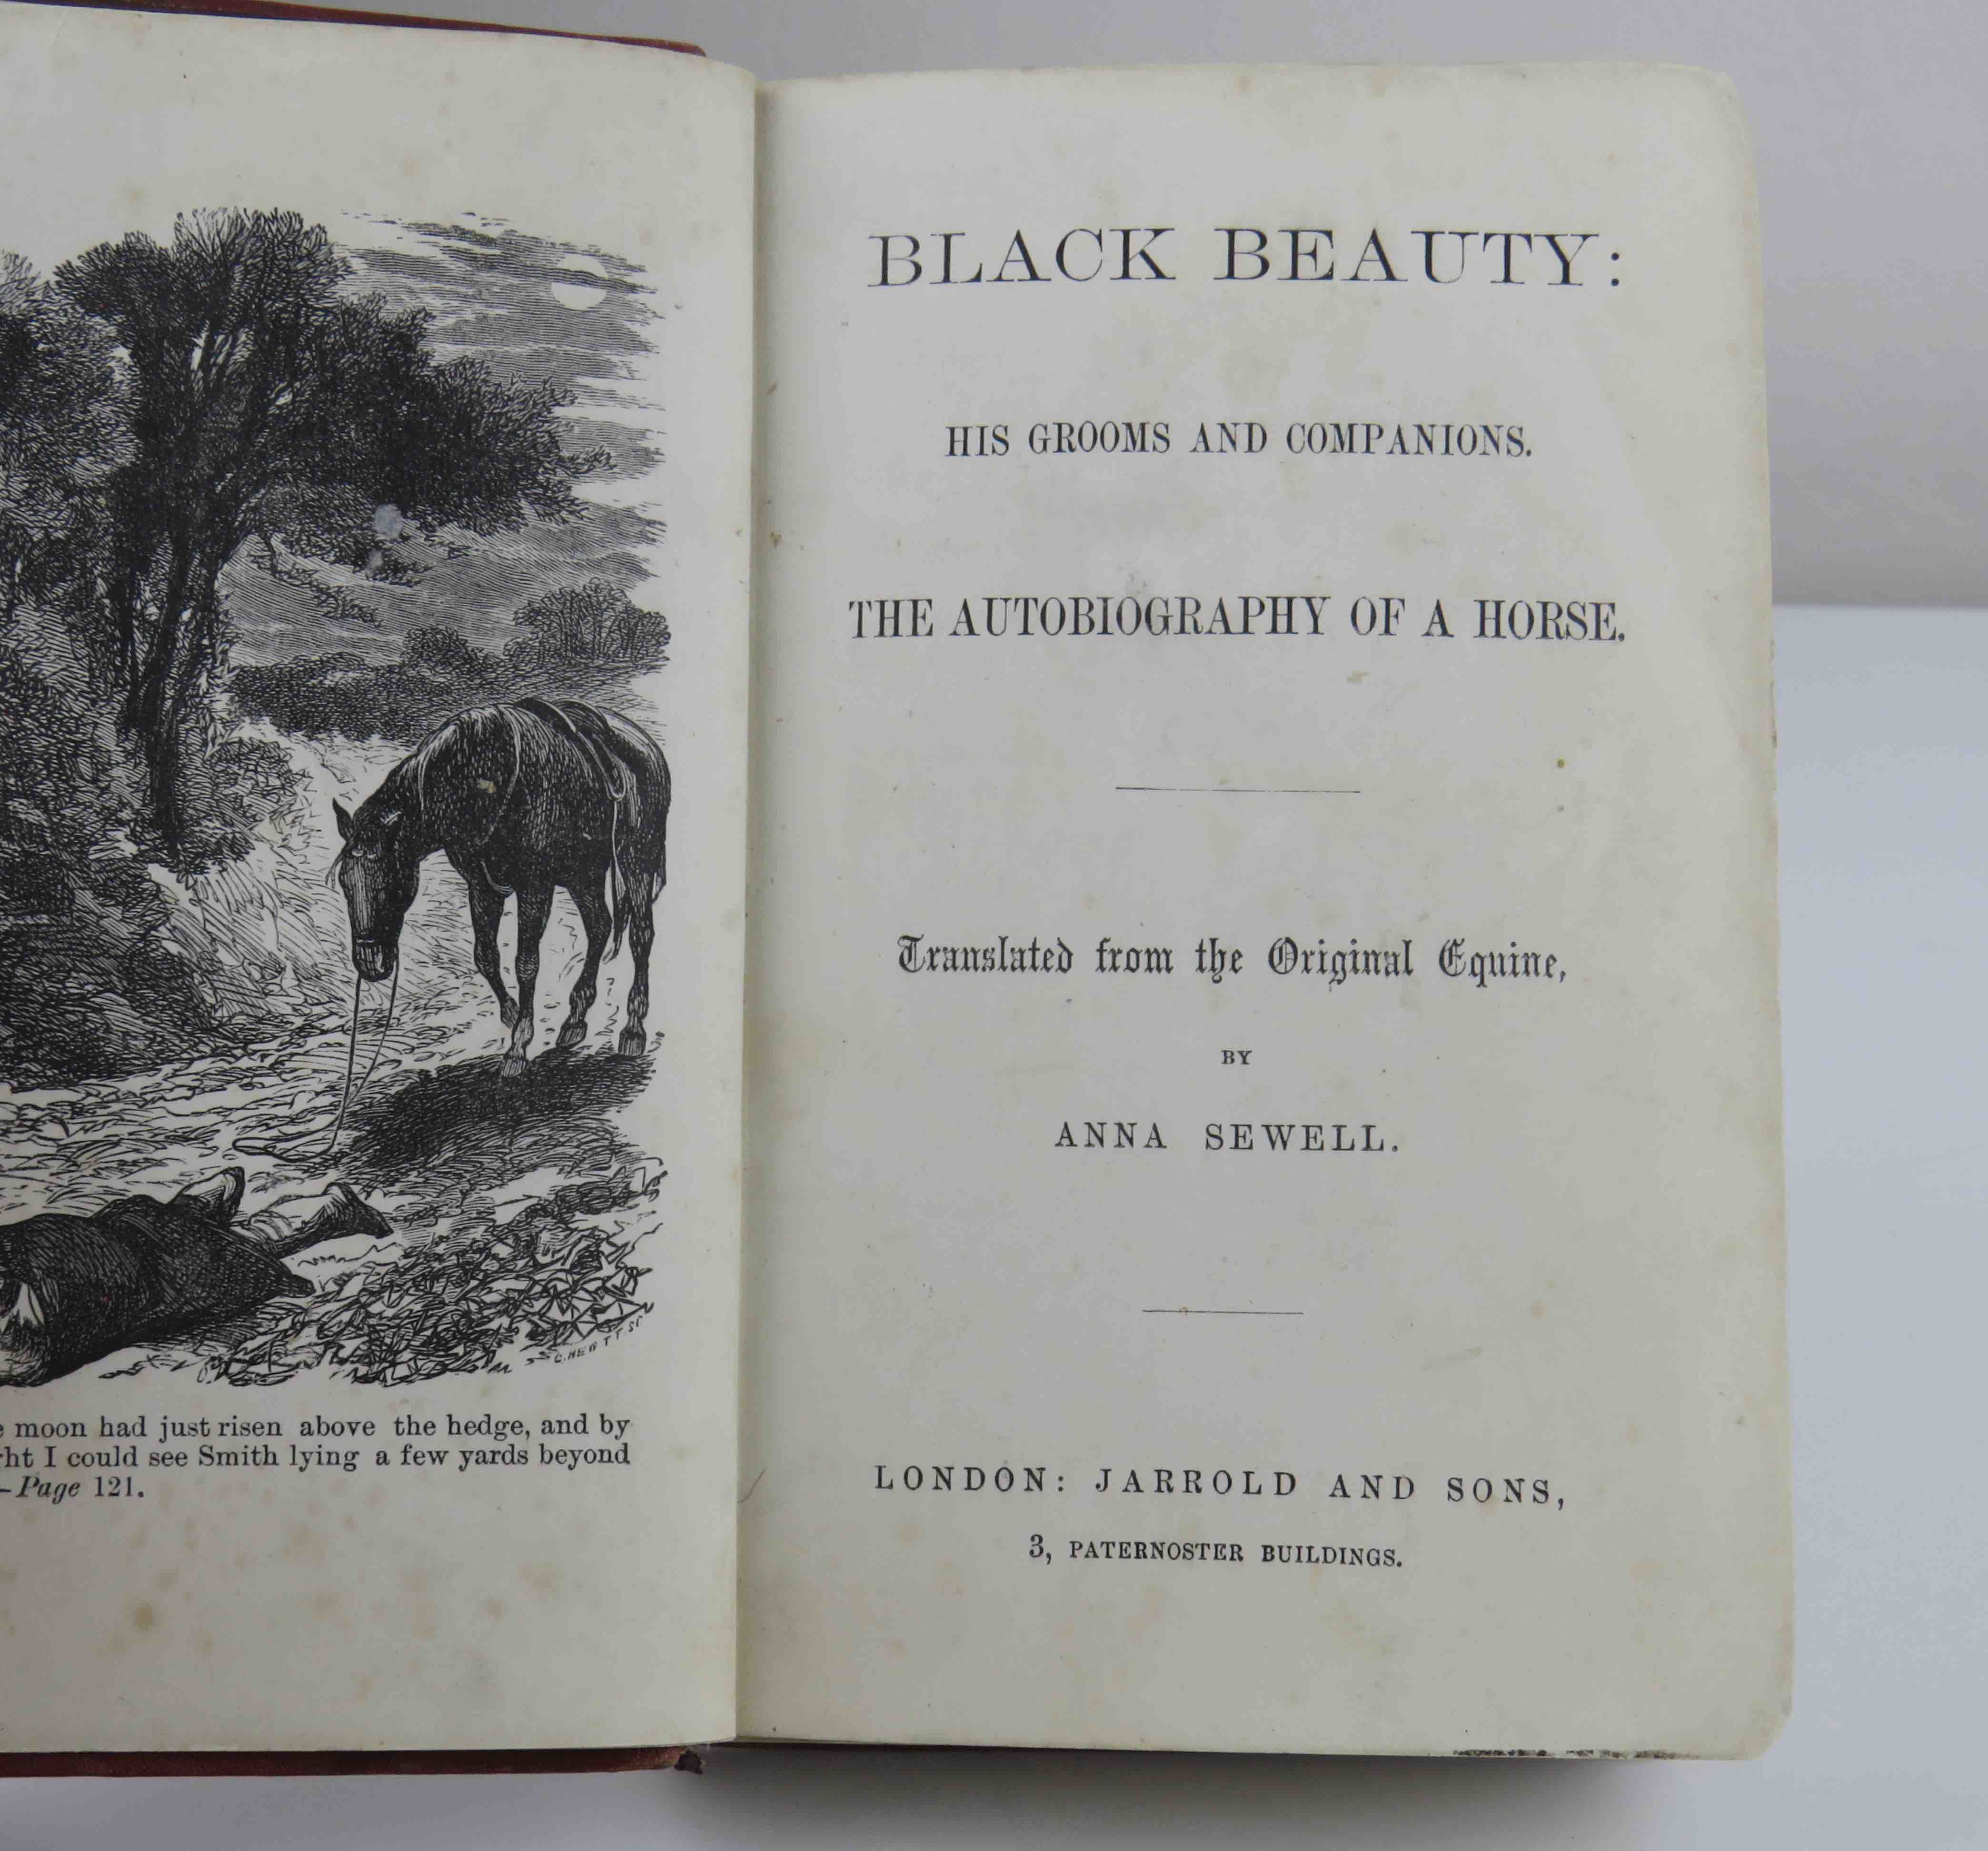 moon had just risen above the hedge, and by
I could see Smith lying a few yards beyond
—Page 121.
BLACK BEAUTY:
HIS GROOMS AND COMPANIONS.
THE AUTOBIOGRAPHY OF A HORSE.
Translated from the Original Equine,
BY
ANNA SEWELL.
LONDON: JARROLD AND SONS,
3, PATERNOSTER BUILDINGS.